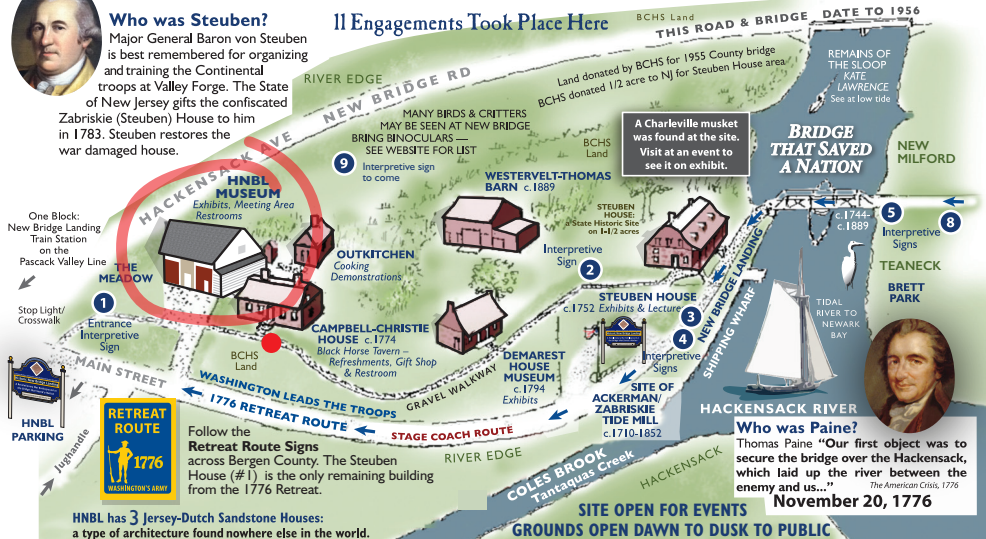 Who was Steuben?
Major General Baron von Steuben
is best remembered for organizing
and training the Continental
troops at Valley Forge. The State
of New Jersey gifts the confiscated
Zabriskie (Steuben) House to him
in 1783. Steuben restores the
war damaged house.
11 Engagements Took Place Here
BCHS Land
THIS ROAD & BRIDGE DATE TO 1956
RIVER EDGE
NEW BRIDGE RD
HACKENSACK AVE
Land donated by BCHS for 1955 County bridge
BCHS donated 1/2 acre to NJ for Steuben House area
REMAINS OF
THE SLOOP
KATE
LAWRENCE
See at low tide
MANY BIRDS & CRITTERS
MAY BE SEEN AT NEW BRIDGE
BRING BINOCULARS —
SEE WEBSITE FOR LIST
9
Interpretive sign
to come
BCHS
Land
A Charleville musket
was found at the site.
Visit at an event to
see it on exhibit.
BRIDGE
THAT SAVED
A NATION
NEW
MILFORD
HNBL
MUSEUM
Exhibits, Meeting Area
Restrooms
WESTERVELT-THOMAS
BARN c.1889
STEUBEN
HOUSE:
a State Historic Site
on 1-1/2 acres
c.1744-
c.1889
5
Interpretive
Signs
8
One Block:
New Bridge Landing
Train Station
on the
Pascack Valley Line
THE
MEADOW
OUTKITCHEN
Cooking
Demonstrations
Interpretive
Sign
2
NEW BRIDGE LANDING
SHIPPING WHARF
TEANECK
BRETT
PARK
1
Entrance
Interpretive
Sign
Stop Light/
Crosswalk
STEUBEN HOUSE
c.1752 Exhibits & Lectures
3
4
Interpretive
Signs
TIDAL
RIVER TO
NEWARK
BAY
CAMPBELL-CHRISTIE
HOUSE c.1774
Black Horse Tavern –
Refreshments, Gift Shop
& Restroom
BCHS
Land
DEMAREST
HOUSE
MUSEUM
c.1794
Exhibits
GRAVEL WALKWAY
SITE OF
ACKERMAN/
ZABRISKIE
TIDE MILL
c.1710-1852
HACKENSACK RIVER
MAIN STREET
HNBL
PARKING
Jughandle
WASHINGTON LEADS THE TROOPS
1776 RETREAT ROUTE
STAGE COACH ROUTE
RIVER EDGE
RETREAT
ROUTE
1776
WASHINGTON'S ARMY
Follow the
Retreat Route Signs
across Bergen County. The Steuben
House (#1) is the only remaining building
from the 1776 Retreat.
COLES BROOK
Tantaquas Creek
HACKENSACK
Who was Paine?
Thomas Paine “Our first object was to
secure the bridge over the Hackensack,
which laid up the river between the
enemy and us...” The American Crisis, 1776
November 20, 1776
HNBL has 3 Jersey-Dutch Sandstone Houses:
a type of architecture found nowhere else in the world.
SITE OPEN FOR EVENTS
GROUNDS OPEN DAWN TO DUSK TO PUBLIC